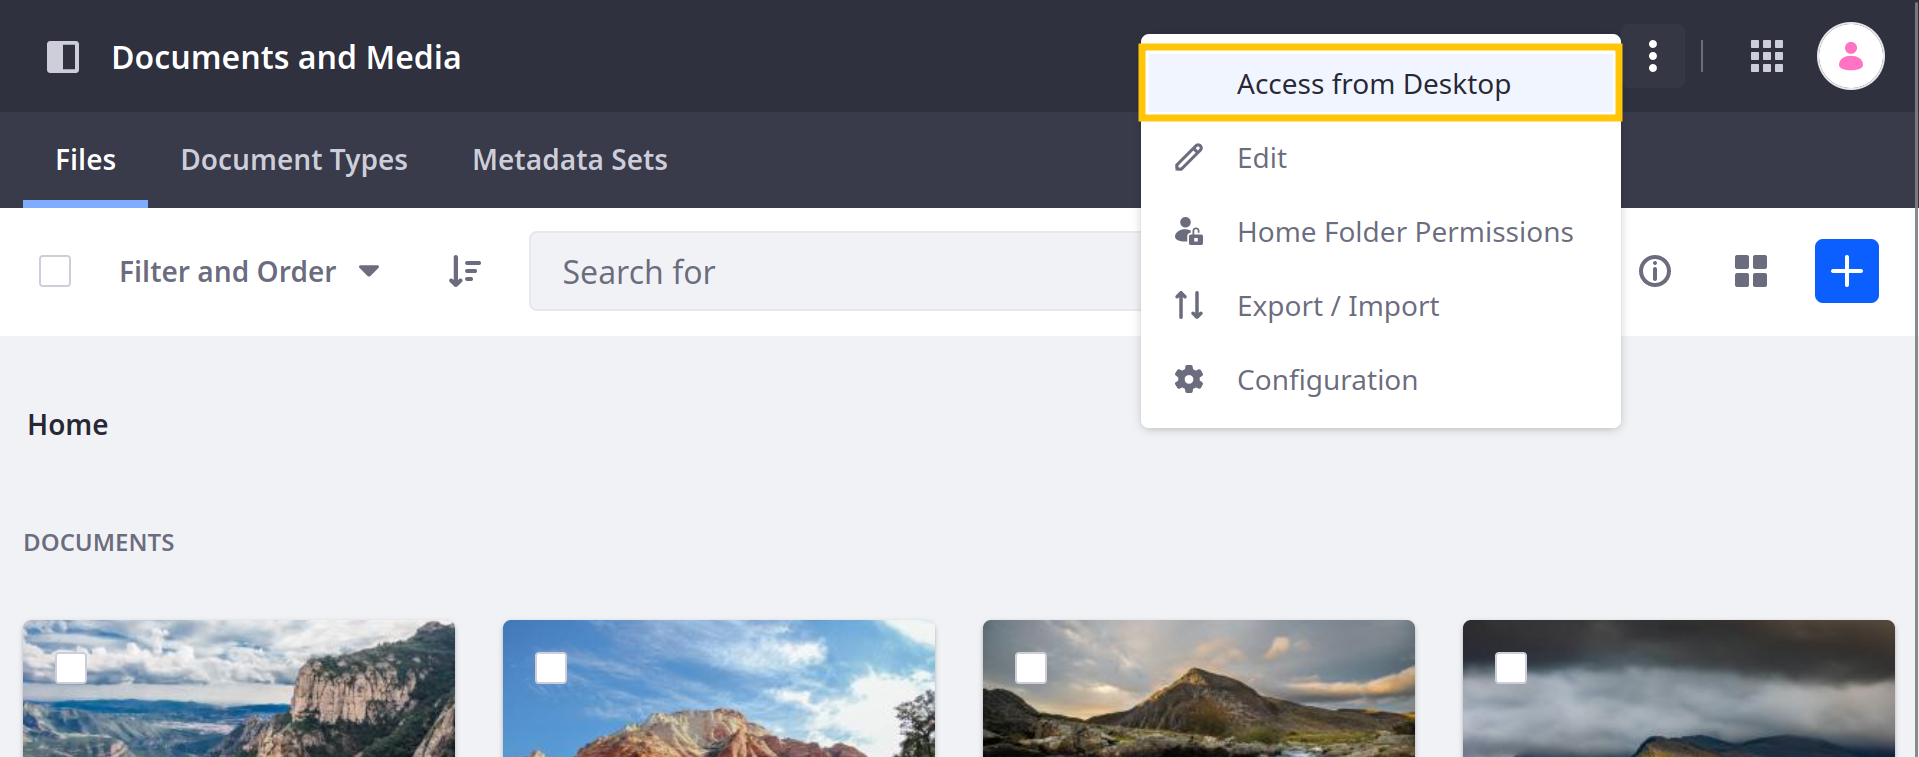 Documents and Media
Access from Desktop
Files
Document Types
Metadata Sets
Edit
Home Folder Permissions
Filter and Order
Search for
Export / Import
Configuration
Home
DOCUMENTS